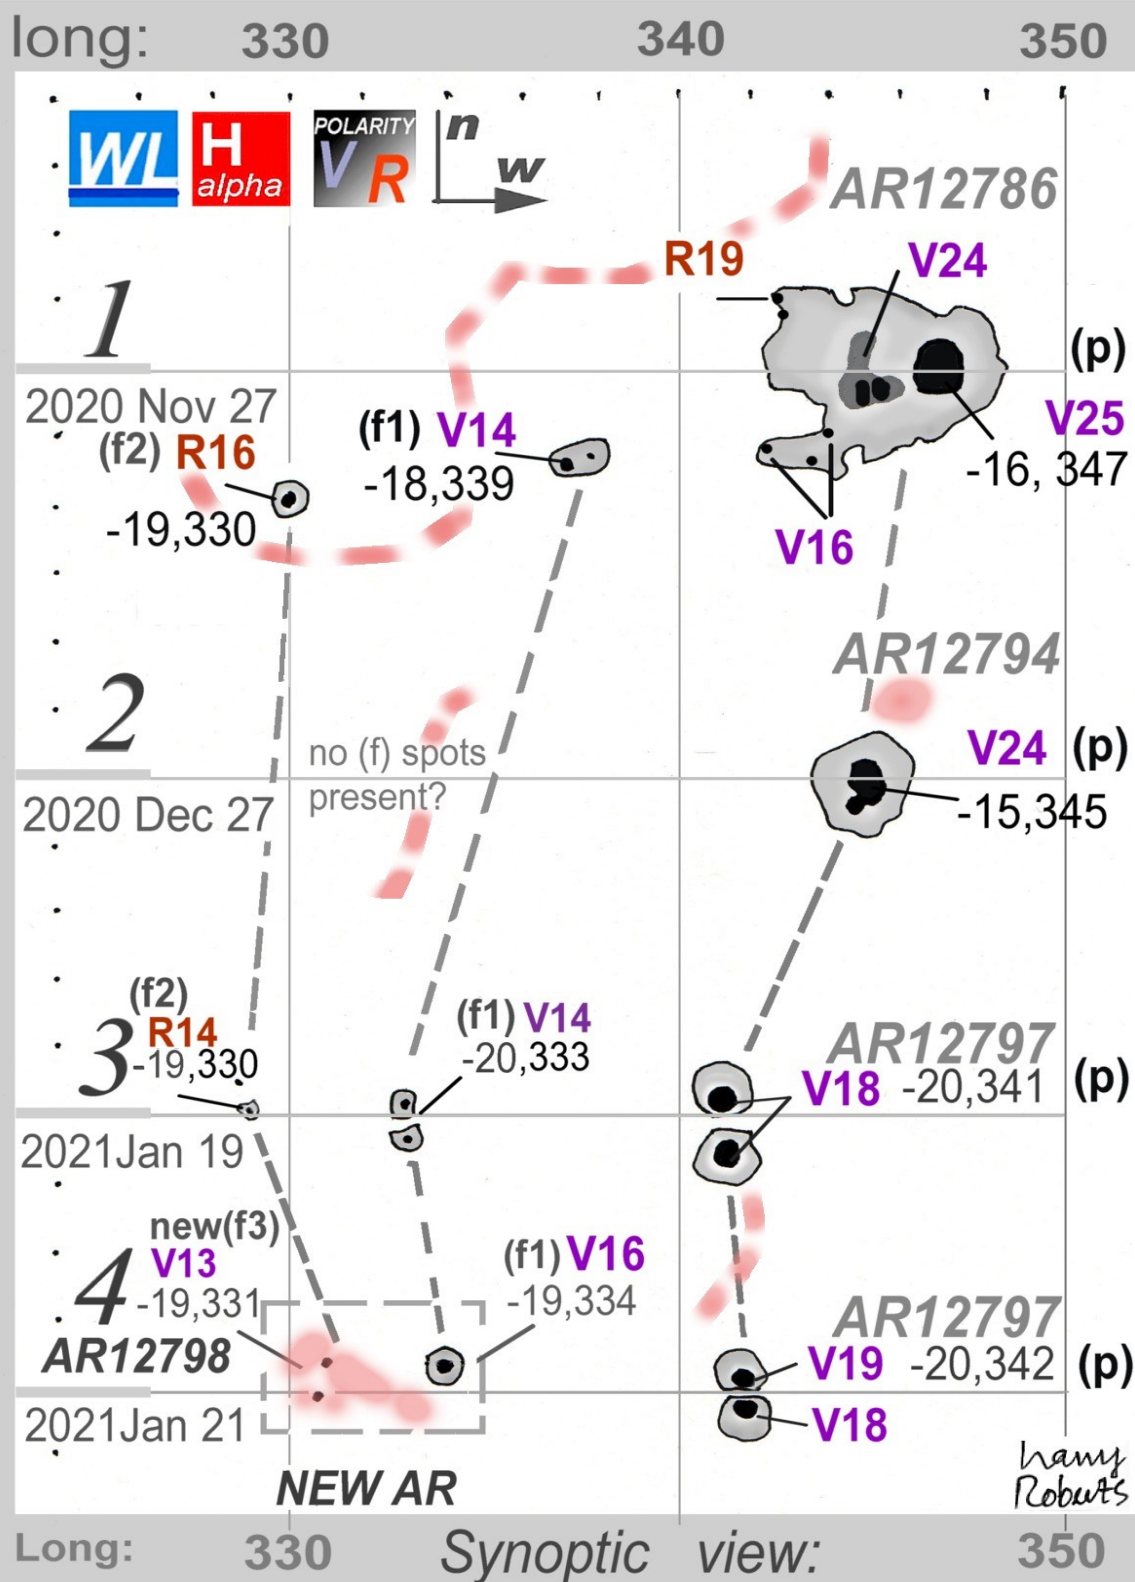 long: 330 340 350
WL
H
alpha
POLARITY
V R
n
w
AR12786
R19
V24
1
(p)
2020 Nov 27
V25
-16, 347
(f2) R16
-19,330
(f1) V14
-18,339
V16
AR12794
2
no (f) spots
present?
V24 (p)
-15,345
2020 Dec 27
(f2)
R14
3
-19,330
(f1) V14
-20,333
AR12797
V18 -20,341 (p)
2021Jan 19
new(f3)
V13
4
-19,331
AR12798
(f1) V16
-19,334
AR12797
V19 -20,342 (p)
V18
2021Jan 21
NEW AR
harry
Roberts
Long: 330 Synoptic view: 350